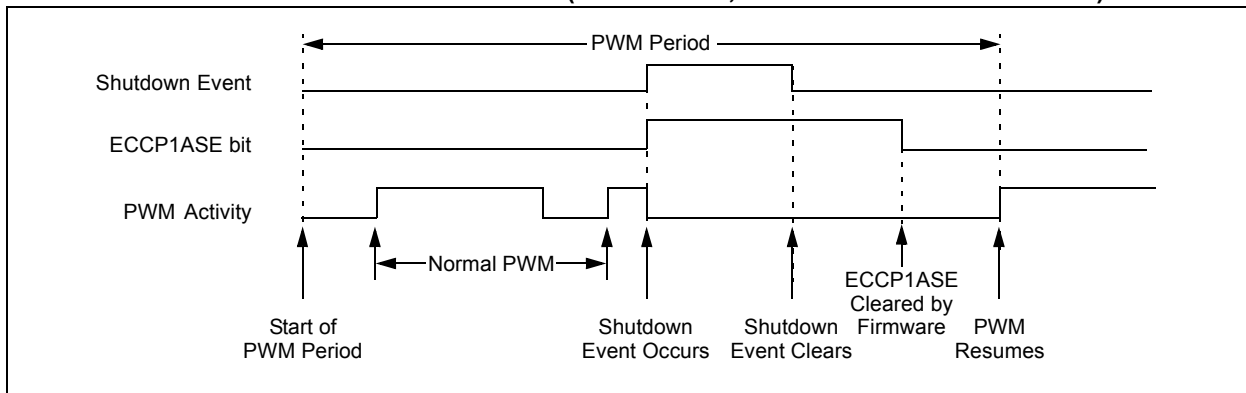 PWM Period
Shutdown Event
ECCP1ASE bit
PWM Activity
Normal PWM
Start of
PWM Period
Shutdown
Event Occurs
Shutdown
Event Clears
ECCP1ASE
Cleared by
Firmware
PWM
Resumes